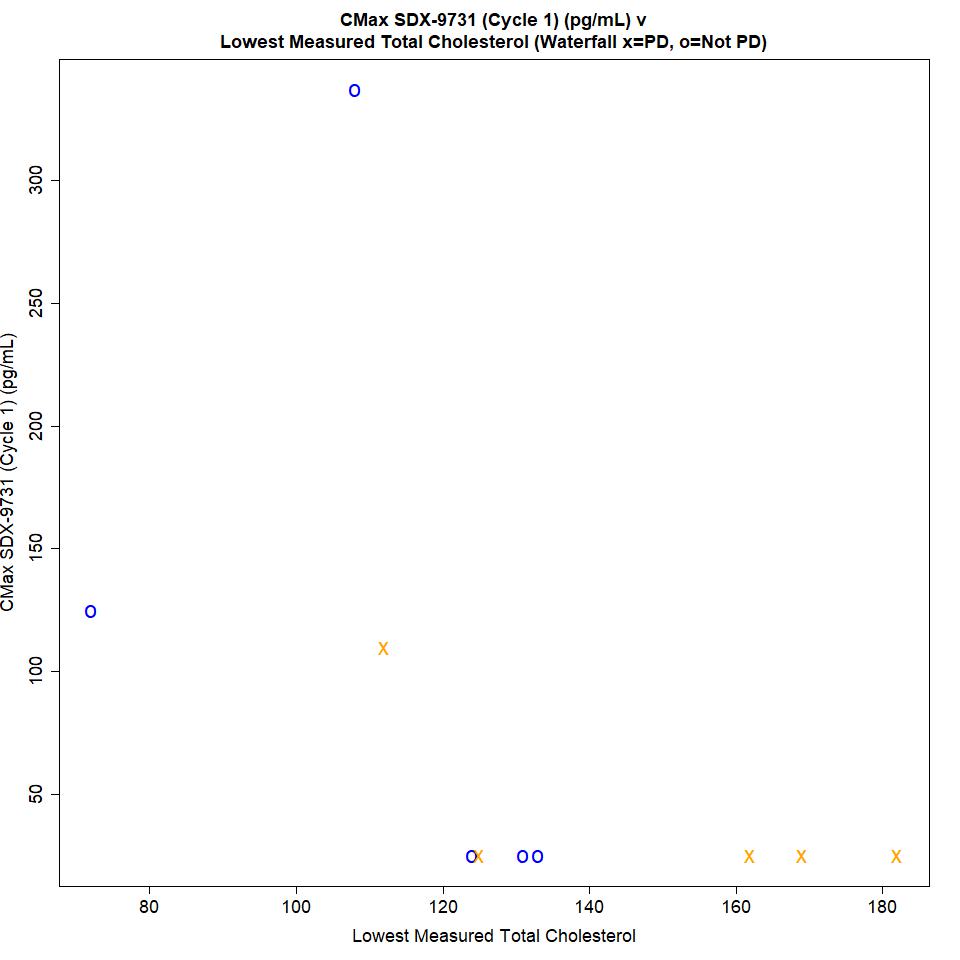 CMax SDX-9731 (Cycle 1) (pg/mL) v
Lowest Measured Total Cholesterol (Waterfall x=PD, o=Not PD)
CMax SDX-9731 (Cycle 1) (pg/mL)
300
250
200
150
100
50
o
o
x
o x o o x x x
80 100 120 140 160 180
Lowest Measured Total Cholesterol